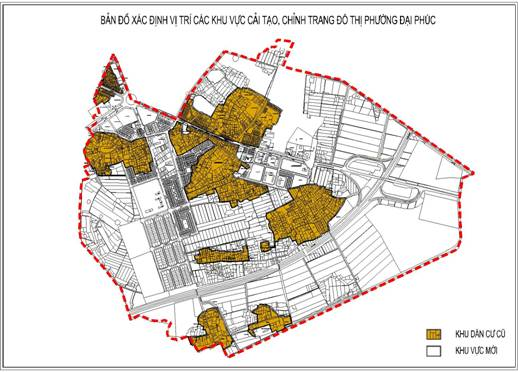 BẢN ĐỒ XÁC ĐỊNH VỊ TRÍ CÁC KHU VỰC CẢI TẠO, CHỈNH TRANG ĐÔ THỊ PHƯỜNG ĐẠI PHÚC
KHU DÂN CƯ CŨ
KHU VỰC MỚI